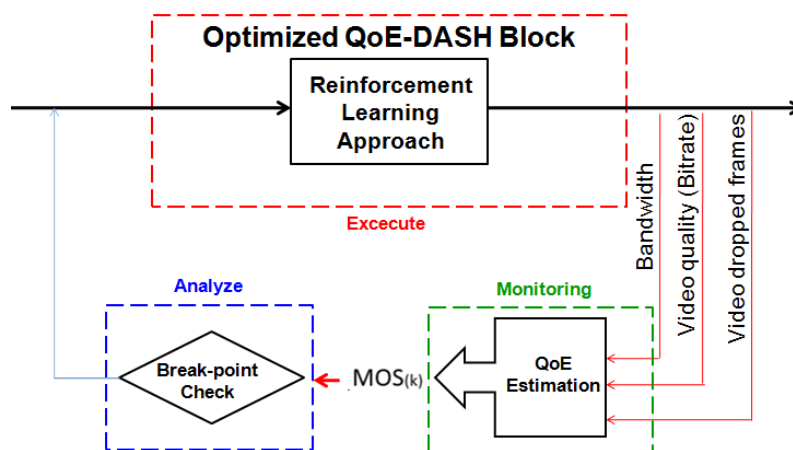 Optimized QoE-DASH Block
Reinforcement
Learning
Approach
Excecute
Bandwidth
Video quality (Bitrate)
Video dropped frames
Analyze
Monitoring
Break-point
Check
MOS(k)
QoE
Estimation